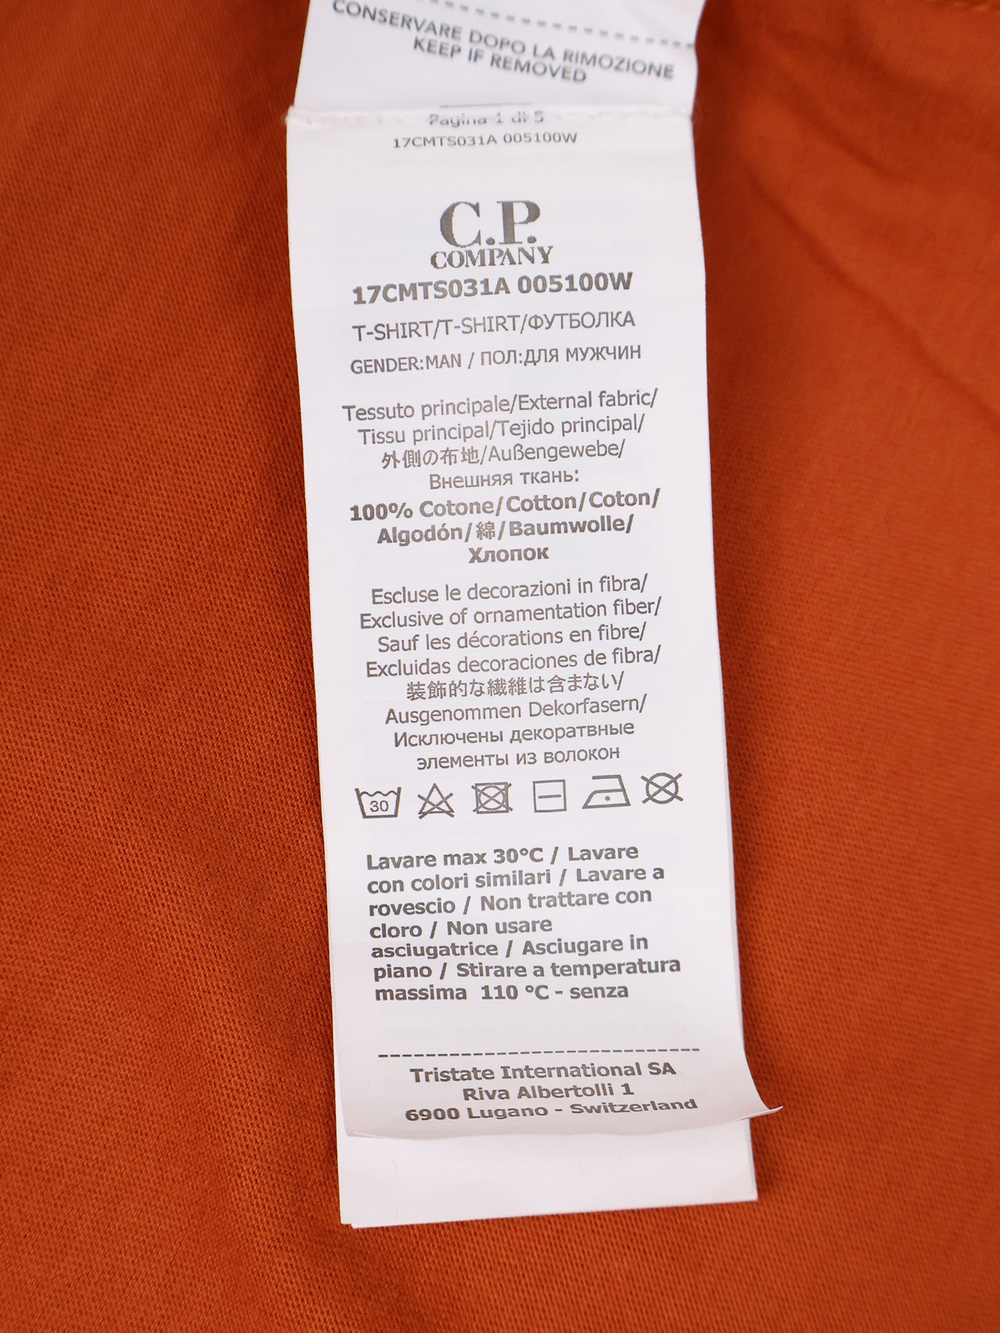 CONSERVARE DOPO LA RIMOZIONE
KEEP IF REMOVED
Pagina 1 di 5
17CMTS031A 005100W
C.P.
COMPANY
17CMTS031A 005100W
T-SHIRT/T-SHIRT/ФУТБОЛКА
GENDER:MAN / ПОЛ:ДЛЯ МУЖЧИН
Tessuto principale/External fabric/
Tissu principal/Tejido principal/
外側の布地/Außengewebe/
Внешняя ткань:
100% Cotone/Cotton/Coton/
Algodón/綿/Baumwolle/
Хлопок
Escluse le decorazioni in fibra/
Exclusive of ornamentation fiber/
Sauf les décorations en fibre/
Excluidas decoraciones de fibra/
装飾的な繊維は含まない/
Ausgenommen Dekorfasern/
Исключены декоратвные
элементы из волокон
30
Lavare max 30°C / Lavare
con colori similari / Lavare a
rovescio / Non trattare con
cloro / Non usare
asciugatrice / Asciugare in
piano / Stirare a temperatura
massima 110 °C - senza
Tristate International SA
Riva Albertolli 1
6900 Lugano - Switzerland